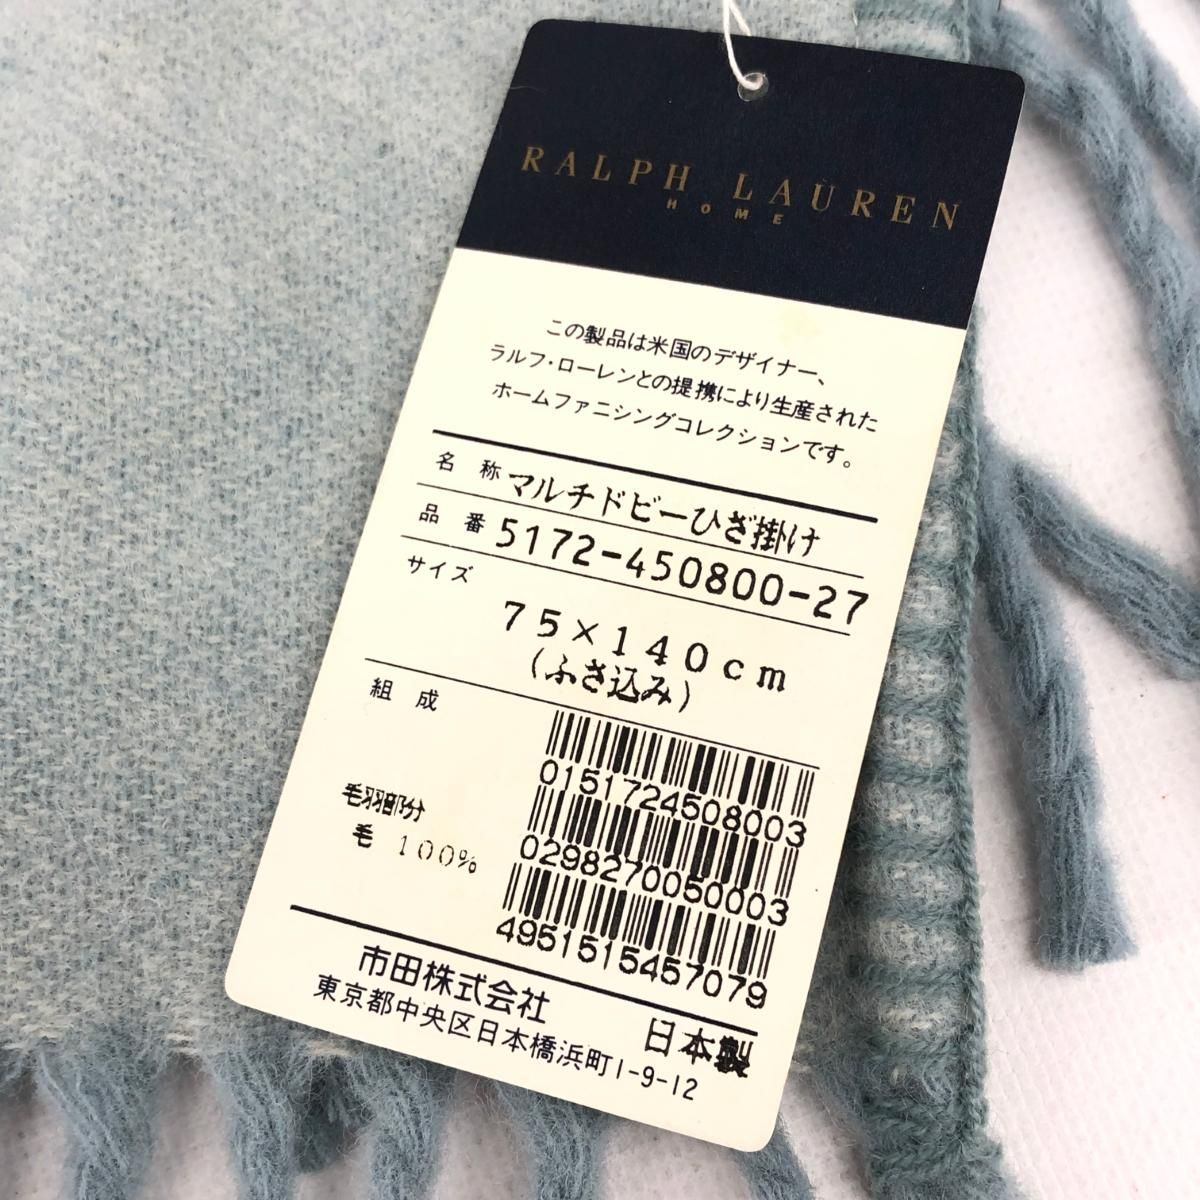 RALPH LAUREN
HOME
この製品は米国のデザイナー、
ラルフ・ローレンとの提携により生産された
ホームファニシングコレクションです。
名 称 マルチドビーひざ掛け
品 番 5172-450800-27
サイズ
75×140cm
(ふさ込み)
組 成
0151724508003
毛羽部分
毛 100%
0298270050003
4951515457079
市田株式会社
東京都中央区日本橋浜町1-9-12
日本製